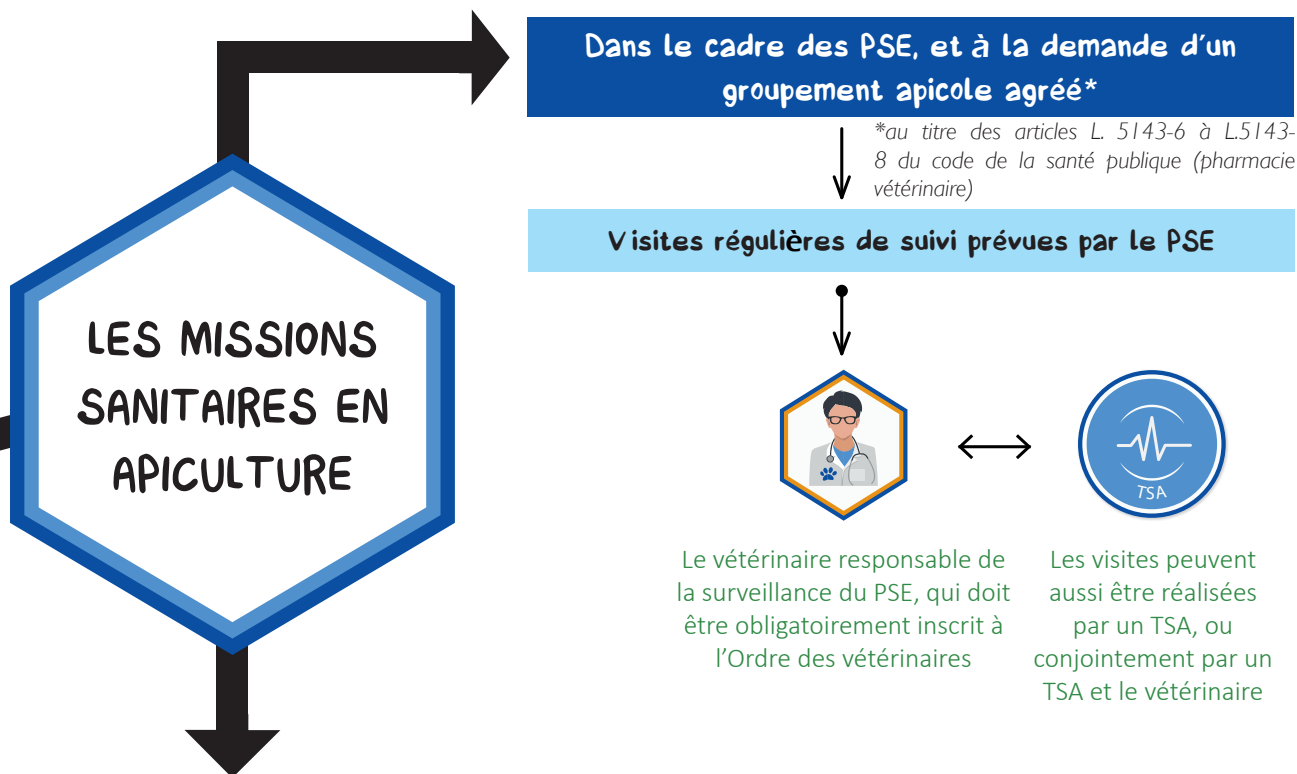 Dans le cadre des PSE, et à la demande d'un
groupement apicole agréé*
*au titre des articles L. 5143-6 à L.5143-
8 du code de la santé publique (pharmacie
vétérinaire)
Visites régulières de suivi prévues par le PSE
LES MISSIONS
SANITAIRES EN
APICULTURE
TSA
Le vétérinaire responsable de
la surveillance du PSE, qui doit
être obligatoirement inscrit à
l'Ordre des vétérinaires
Les visites peuvent
aussi être réalisées
par un TSA, ou
conjointement par un
TSA et le vétérinaire